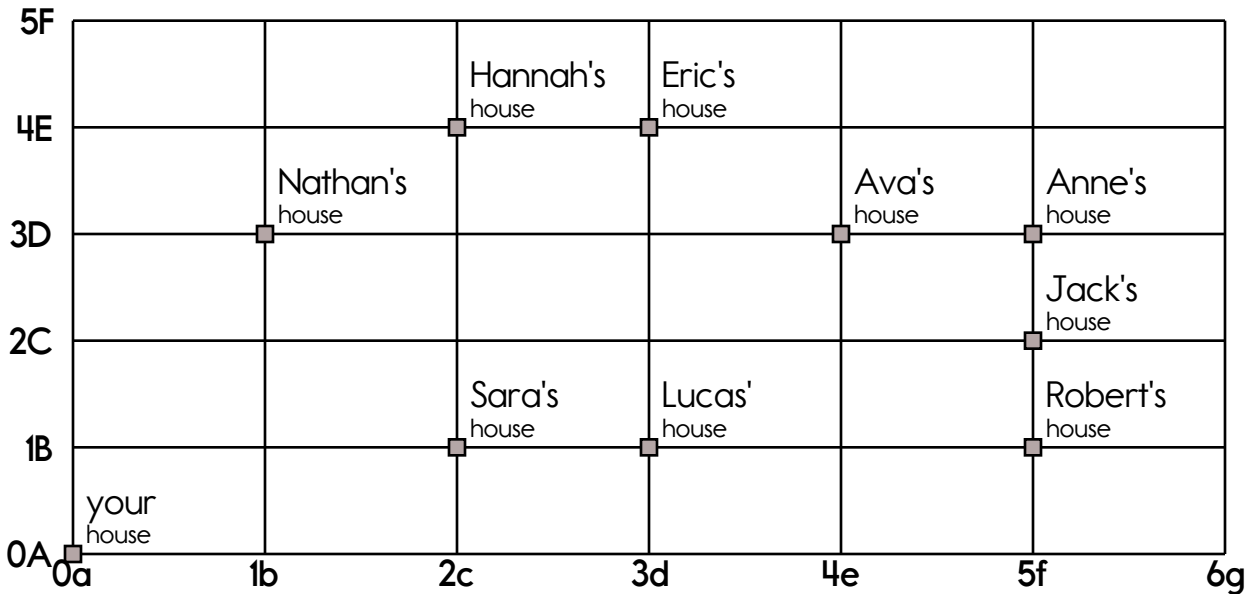 5F
Hannah's
house
Eric's
house
4E
Nathan's
house
Ava's
house
Anne's
house
3D
Jack's
house
2C
Sara's
house
Lucas'
house
Robert's
house
1B
your
house
0A
0a 1b 2c 3d 4e 5f 6g